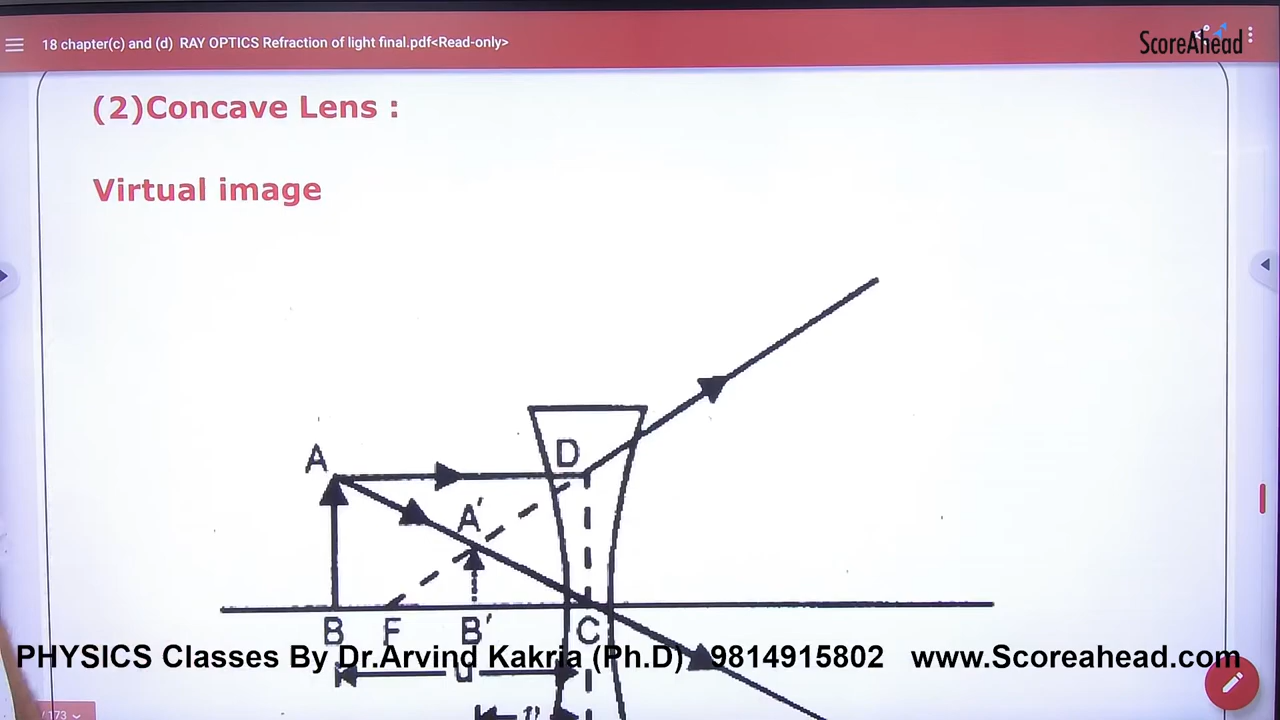 18 chapter(c) and (d) RAY OPTICS Refraction of light final.pdf<Read-only>
ScoreAhead
(2)Concave Lens :
Virtual image
A
D
A′
B F B′ C
PHYSICS Classes By Dr.Arvind Kakria (Ph.D) 9814915802 www.Scoreahead.com
u
/173